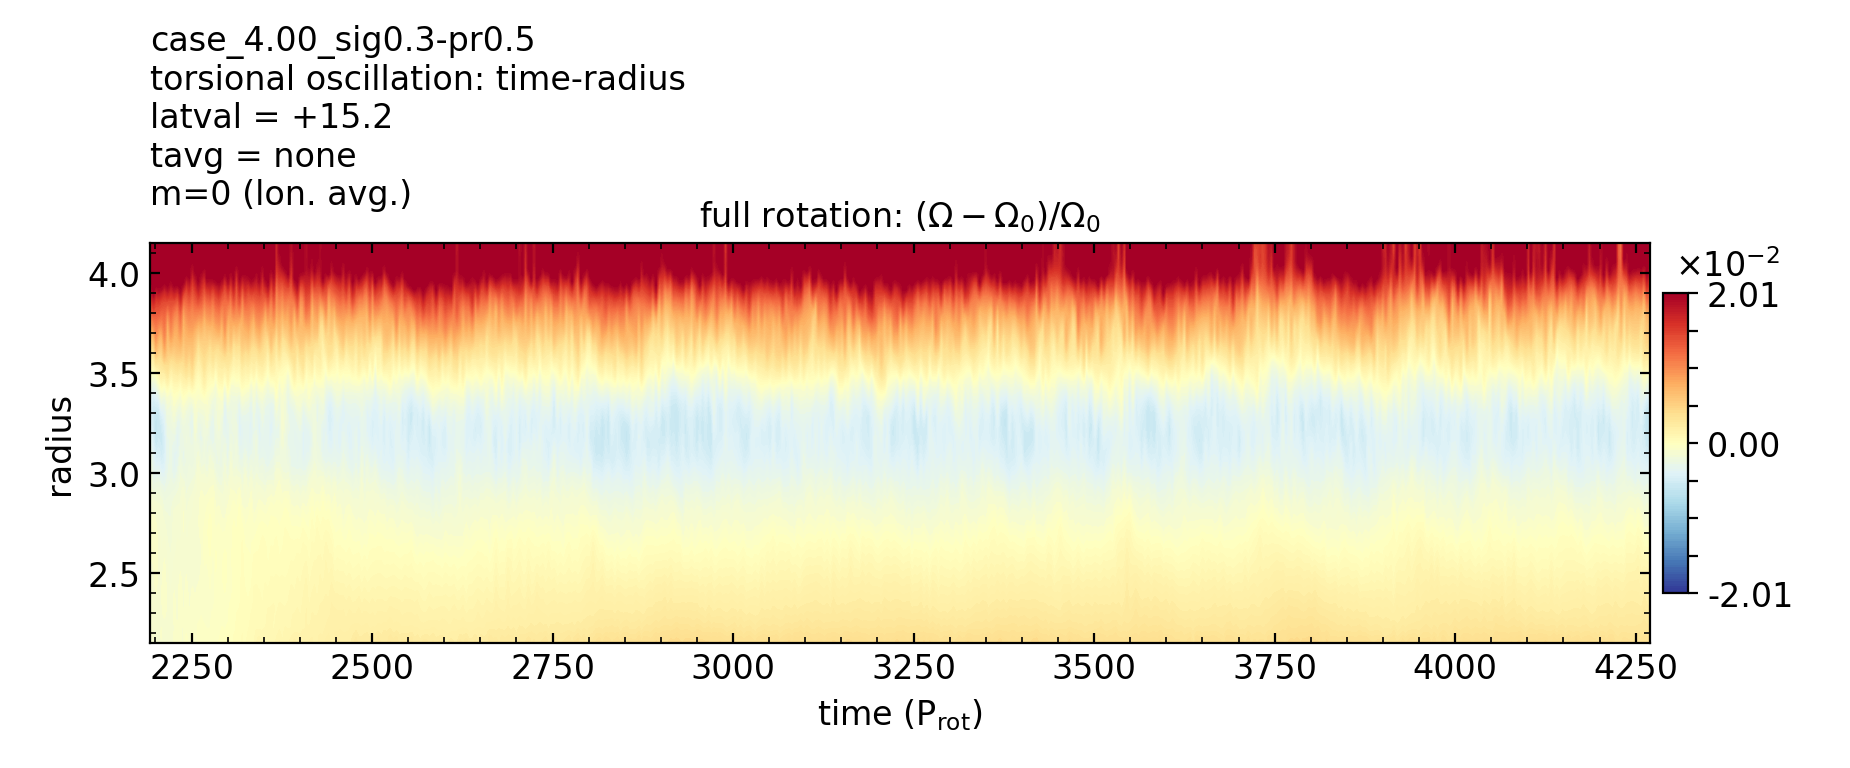 case_4.00_sig0.3-pr0.5
torsional oscillation: time-radius
latval = +15.2
tavg = none
m=0 (lon. avg.)
full rotation: (Ω − Ω₀)/Ω₀
×10⁻²
2.01
0.00
-2.01
radius
4.0
3.5
3.0
2.5
2250 2500 2750 3000 3250 3500 3750 4000 4250
time (P_rot)